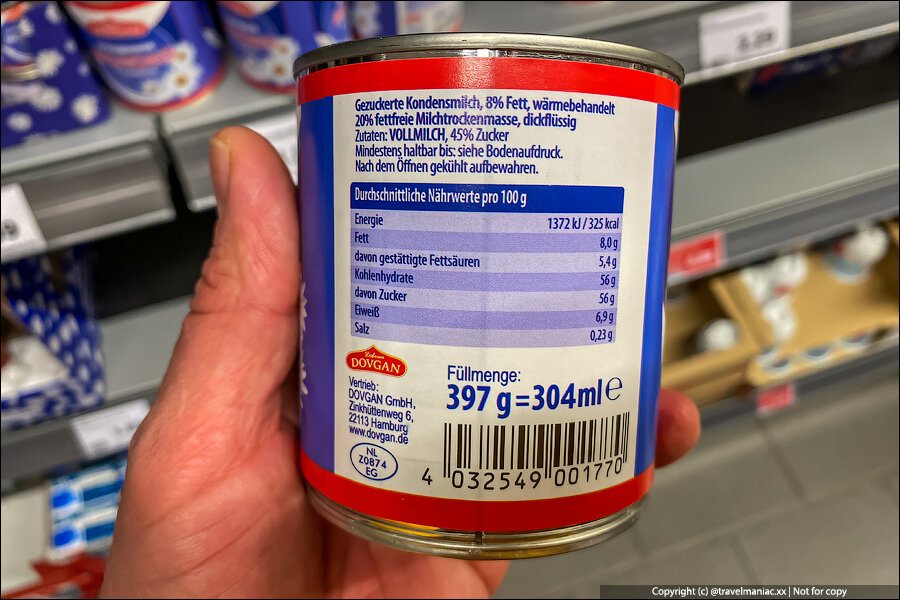 Gezuckerte Kondensmilch, 8% Fett, wärmebehandelt
20% fettfreie Milchtrockenmasse, dickflüssig
Zutaten: VOLLMILCH, 45% Zucker
Mindestens haltbar bis: siehe Bodenaufdruck.
Nach dem Öffnen gekühlt aufbewahren.
Durchschnittliche Nährwerte pro 100 g
Energie 1372 kJ / 325 kcal
Fett 8,0 g
davon gestättigte Fettsäuren 5,4 g
Kohlenhydrate 56 g
davon Zucker 56 g
Eiweiß 6,9 g
Salz 0,23 g
DOVGAN
Vertrieb:
DOVGAN GmbH,
Zinkhüttenweg 6,
22113 Hamburg
www.dovgan.de
NL
Z0874
EG
Füllmenge:
397 g = 304ml e
4 032549 001770
Copyright (c) @travelmaniac.xx | Not for copy